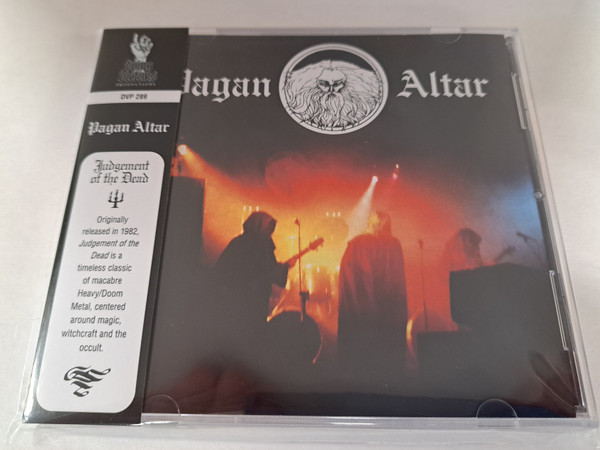 DVP 289
Pagan Altar
Judgement
of the Dead
Originally
released in 1982,
Judgement of the
Dead is a
timeless classic
of macabre
Heavy/Doom
Metal, centered
around magic,
witchcraft and the
occult.
Pagan Altar